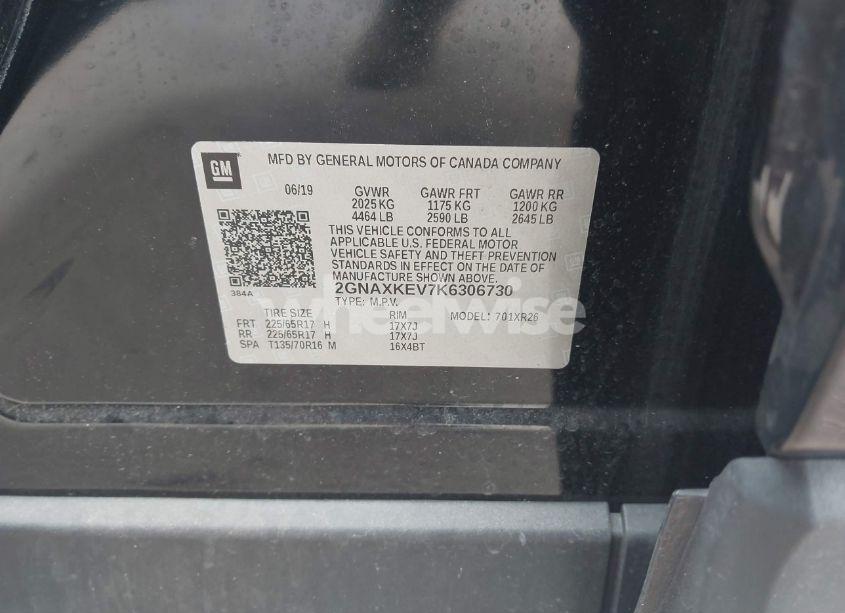 GM
MFD BY GENERAL MOTORS OF CANADA COMPANY
06/19 GVWR GAWR FRT GAWR RR
2025 KG 1175 KG 1200 KG
4464 LB 2590 LB 2645 LB
THIS VEHICLE CONFORMS TO ALL
APPLICABLE U.S. FEDERAL MOTOR
VEHICLE SAFETY AND THEFT PREVENTION
STANDARDS IN EFFECT ON THE DATE OF
MANUFACTURE SHOWN ABOVE.
384A
2GNAXKEV7K6306730
TYPE: M.P.V. MODEL: 701XR26
TIRE SIZE RIM
FRT 225/65R17 H 17X7J
RR 225/65R17 H 17X7J
SPA T135/70R16 M 16X4BT
wheelwise